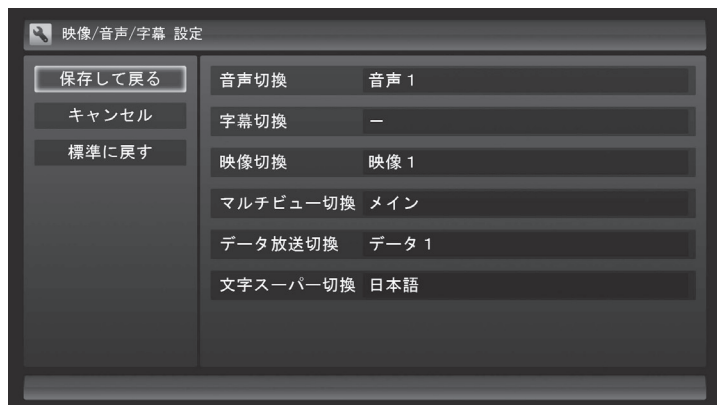 映像/音声/字幕 設定
保存して戻る
キャンセル
標準に戻す
音声切換 音声 1
字幕切換 －
映像切換 映像 1
マルチビュー切換 メイン
データ放送切換 データ 1
文字スーパー切換 日本語